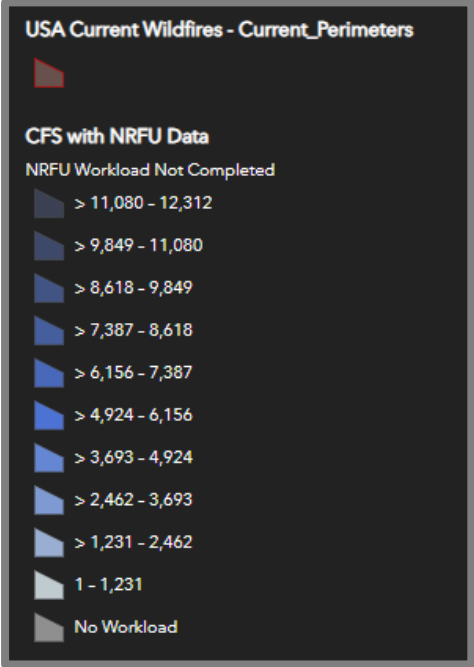 USA Current Wildfires - Current_Perimeters
CFS with NRFU Data
NRFU Workload Not Completed
> 11,080 – 12,312
> 9,849 – 11,080
> 8,618 – 9,849
> 7,387 – 8,618
> 6,156 – 7,387
> 4,924 – 6,156
> 3,693 – 4,924
> 2,462 – 3,693
> 1,231 – 2,462
1 – 1,231
No Workload